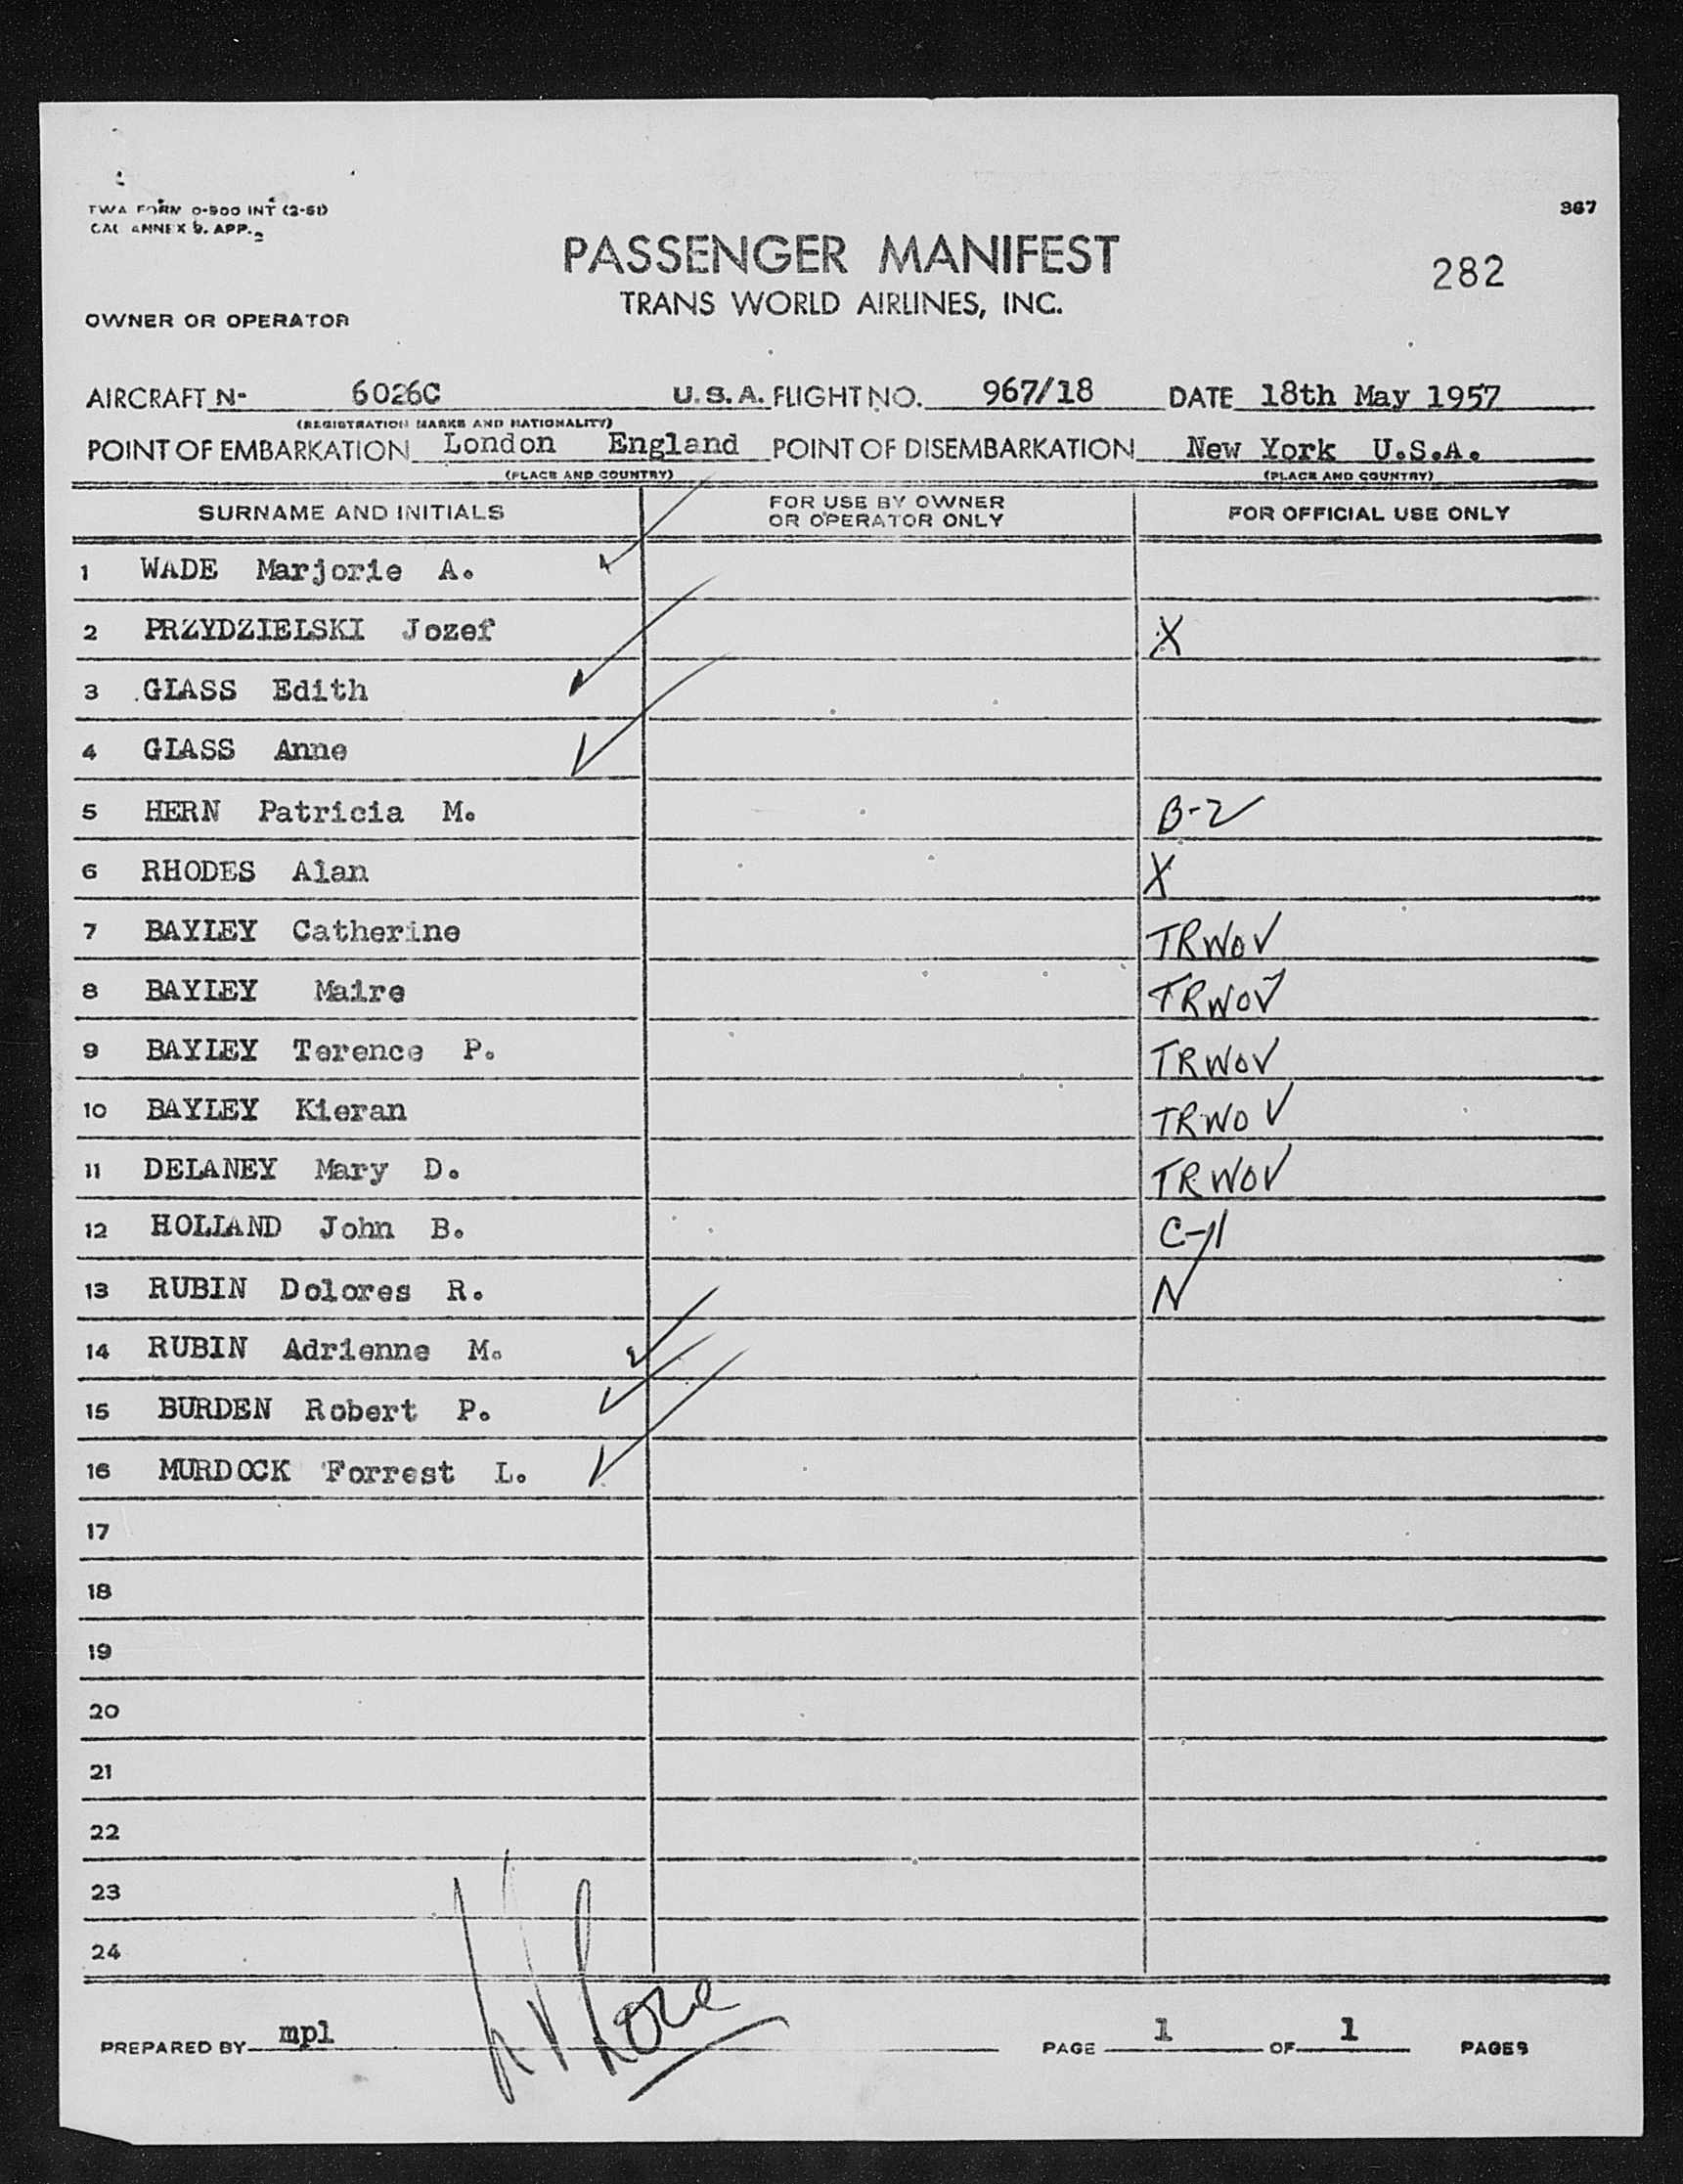 TWA FORM 0-900 INT (2-51)
CAL ANNEX 9. APP. 2
367
PASSENGER MANIFEST
282
TRANS WORLD AIRLINES, INC.
OWNER OR OPERATOR
AIRCRAFT N- 6026C U.S.A. FLIGHT NO. 967/18 DATE 18th May 1957
(REGISTRATION MARKS AND NATIONALITY)
POINT OF EMBARKATION London England POINT OF DISEMBARKATION New York U.S.A.
(PLACE AND COUNTRY) (PLACE AND COUNTRY)
SURNAME AND INITIALS FOR USE BY OWNER OR OPERATOR ONLY FOR OFFICIAL USE ONLY
1 WADE Marjorie A. ✓
2 PRZYDZIELSKI Jozef X
3 GLASS Edith ✓
4 GLASS Anne ✓
5 HERN Patricia M. B-2
6 RHODES Alan X
7 BAYLEY Catherine TRWOV
8 BAYLEY Maire TRWOV
9 BAYLEY Terence P. TRWOV
10 BAYLEY Kieran TRWOV
11 DELANEY Mary D. TRWOV
12 HOLLAND John B. C-11
13 RUBIN Dolores R. N
14 RUBIN Adrienne M. ✓
15 BURDEN Robert P. ✓
16 MURDOCK Forrest L. ✓
17
18
19
20
21
22
23
24
PREPARED BY mpl PAGE 1 OF 1 PAGES